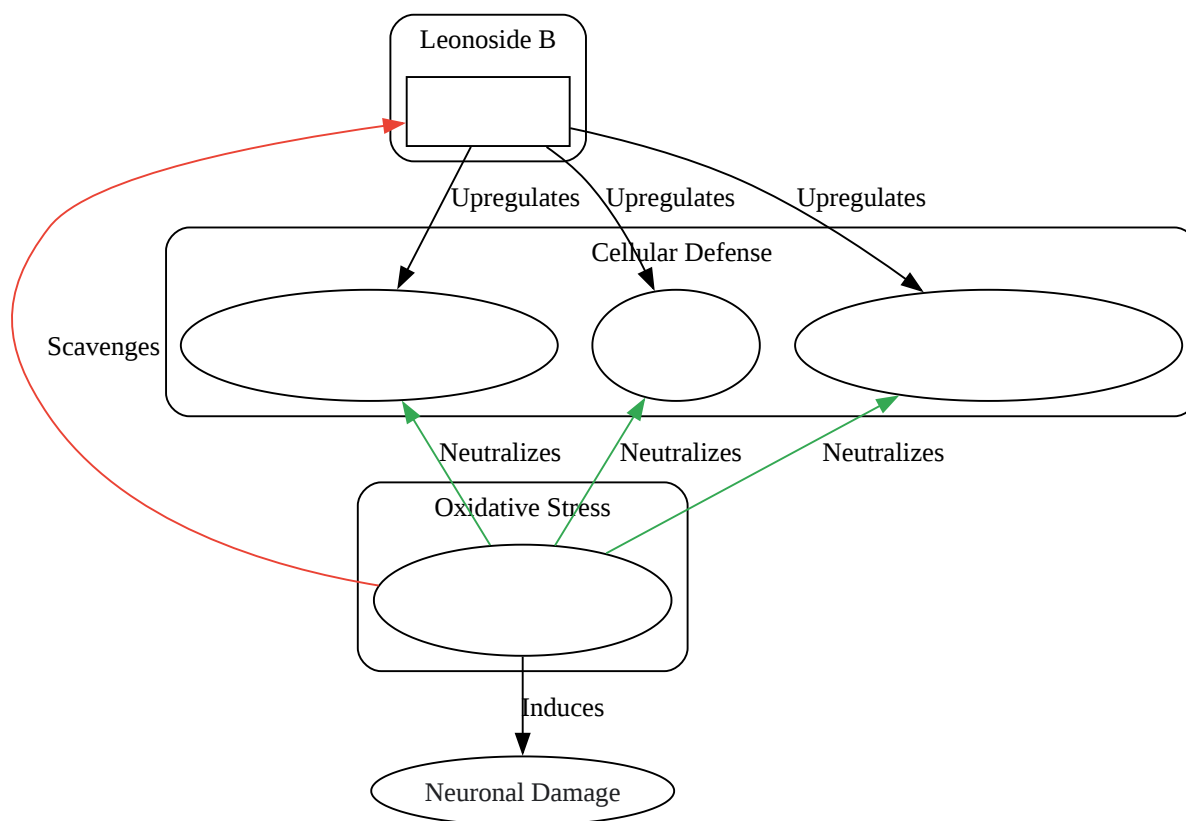 Leonoside B
Upregulates
Upregulates
Upregulates
Cellular Defense
Scavenges
Neutralizes
Neutralizes
Neutralizes
Oxidative Stress
Induces
Neuronal Damage